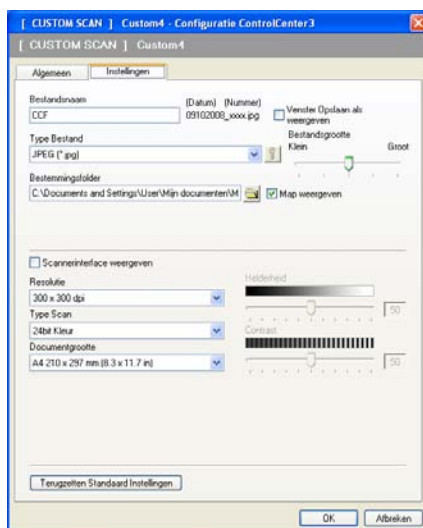 [ CUSTOM SCAN ] Custom4 - Configuratie ControlCenter3
[ CUSTOM SCAN ] Custom4
Algemeen Instellingen
Bestandsnaam (Datum) (Nummer)
CCF 09102008_xxxx.jpg Venster Opslaan als weergeven
Type Bestand Bestandsgrootte
JPEG (*.jpg) Klein Groot
Bestemmingsfolder
C:\Documents and Settings\User\Mijn documenten\M Map weergeven
Scannerinterface weergeven
Resolutie Helderheid
300 x 300 dpi 50
Type Scan
24bit Kleur Contrast
Documentgrootte
A4 210 x 297 mm (8.3 x 11.7 in) 50
Terugzetten Standaard Instellingen
OK Afbreken